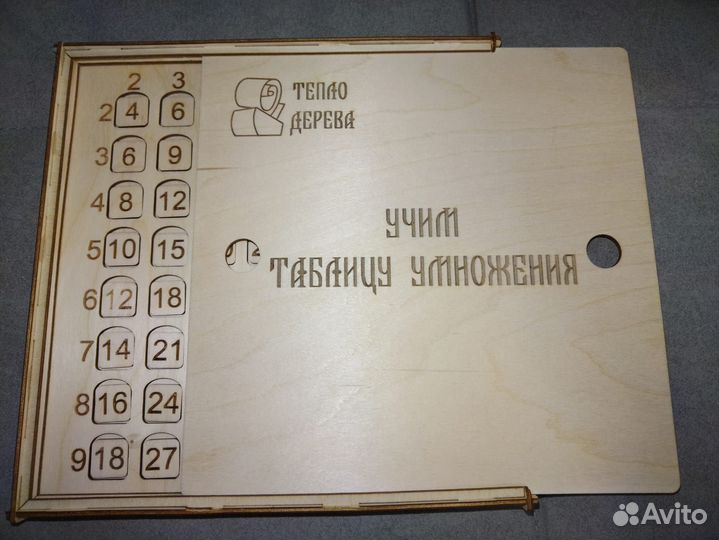 ТЕПЛО
ДЕРЕВА
УЧИМ
ТАБЛИЦУ УМНОЖЕНИЯ
2 3
2 4 6
3 6 9
4 8 12
5 10 15
6 12 18
7 14 21
8 16 24
9 18 27
Avito